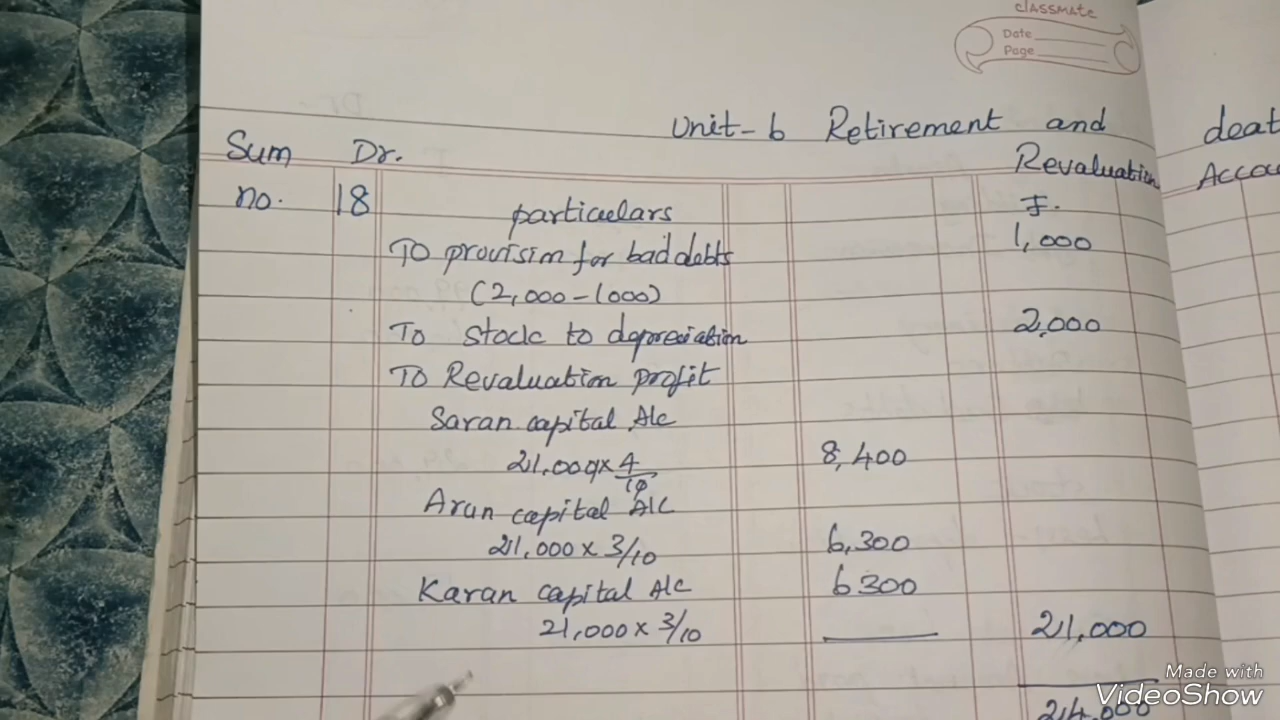 classmate
Date
Page
Unit-6 Retirement and deat
Sum Dr. Revaluation Accou
no. 18 particulars ₹.
To provision for bad debts 1,000
(2,000-1000)
To stock to depreciation 2,000
To Revaluation profit
Saran capital A/c
21,000 x 4/10 8,400
Arun capital A/C
21,000 x 3/10 6,300
Karan capital A/c 6300
21,000 x 3/10 21,000
24,000
Made with
VideoShow